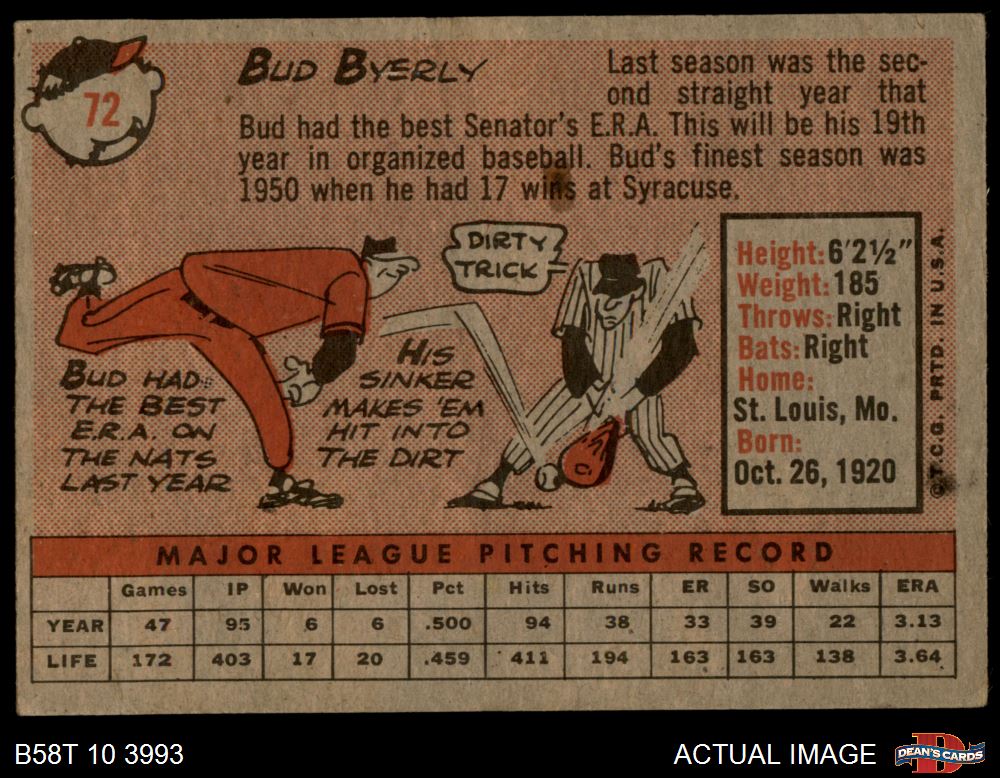 72
BUD BYERLY
Last season was the sec-
ond straight year that
Bud had the best Senator's E.R.A. This will be his 19th
year in organized baseball. Bud's finest season was
1950 when he had 17 wins at Syracuse.
DIRTY
TRICK
BUD HAD
THE BEST
E.R.A. ON
THE NATS
LAST YEAR
HIS
SINKER
MAKES 'EM
HIT INTO
THE DIRT
Height: 6'2½"
Weight: 185
Throws: Right
Bats: Right
Home:
St. Louis, Mo.
Born:
Oct. 26, 1920
©T.C.G. PRTD. IN U.S.A.
MAJOR LEAGUE PITCHING RECORD
Games IP Won Lost Pct Hits Runs ER SO Walks ERA
YEAR 47 95 6 6 .500 94 38 33 39 22 3.13
LIFE 172 403 17 20 .459 411 194 163 163 138 3.64
B58T 10 3993
ACTUAL IMAGE
DEAN'S CARDS